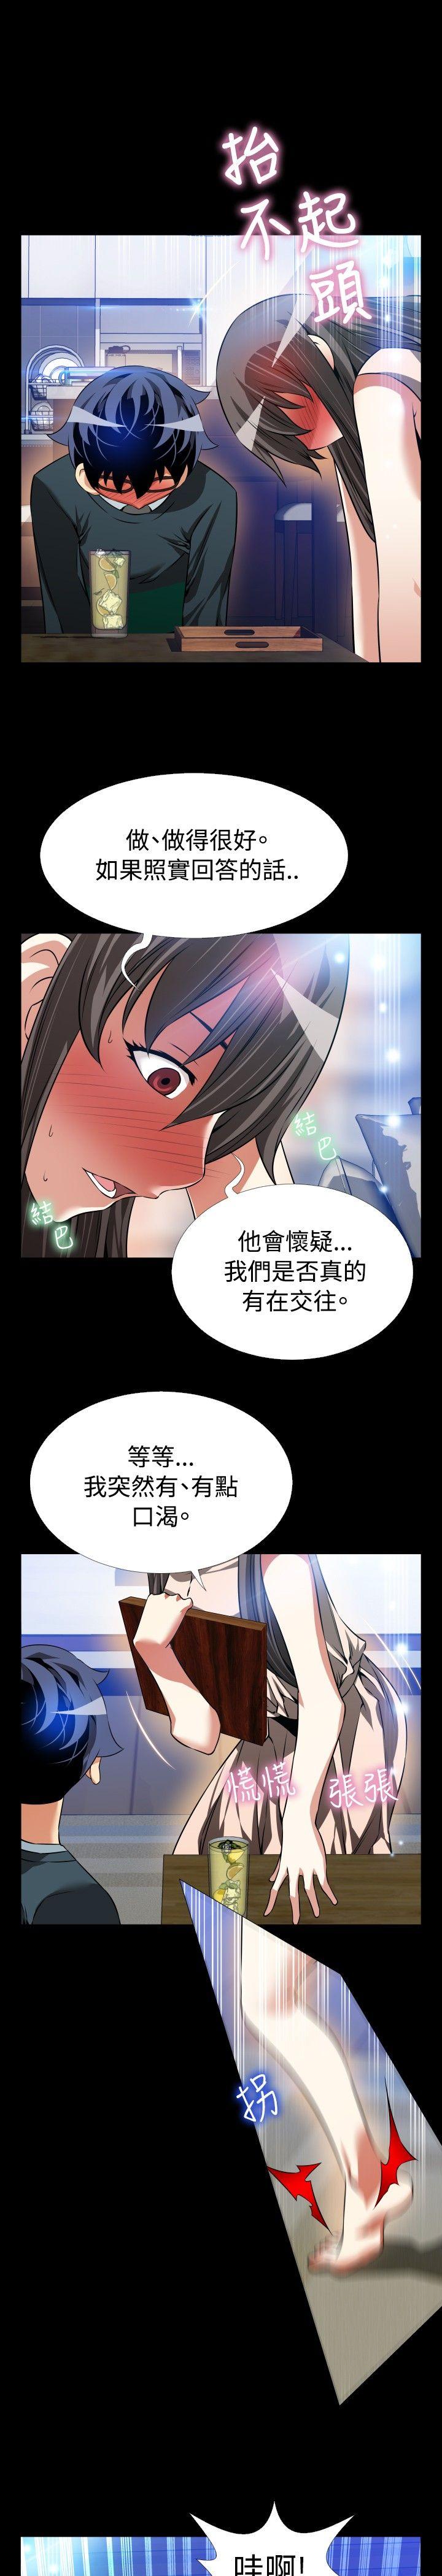 抬不起頭
做、做得很好。
如果照實回答的話..
結巴
結巴
他會懷疑...
我們是否真的
有在交往。
等等...
我突然有、有點
口渴。
慌慌
張張
拐
哇啊!